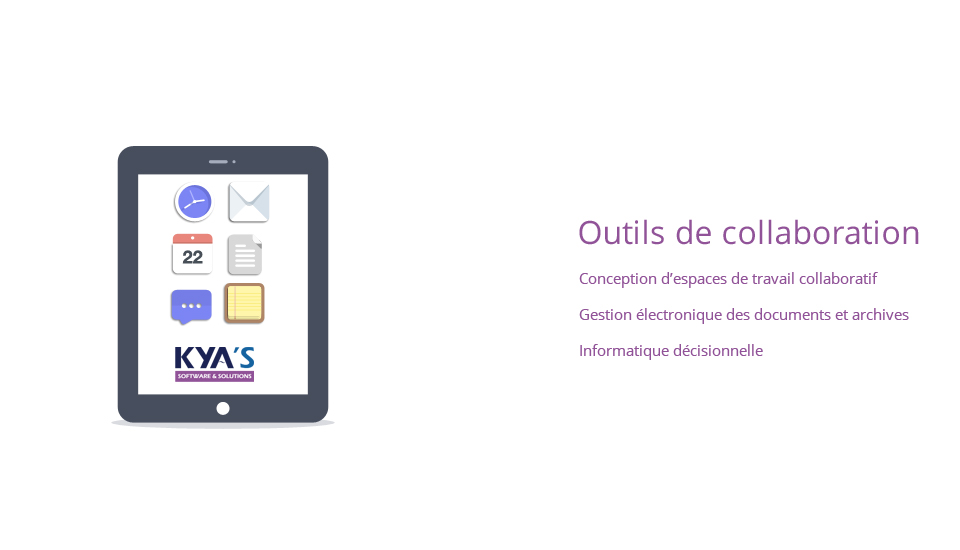 22
KYA'S
SOFTWARE & SOLUTIONS
Outils de collaboration
Conception d’espaces de travail collaboratif
Gestion électronique des documents et archives
Informatique décisionnelle